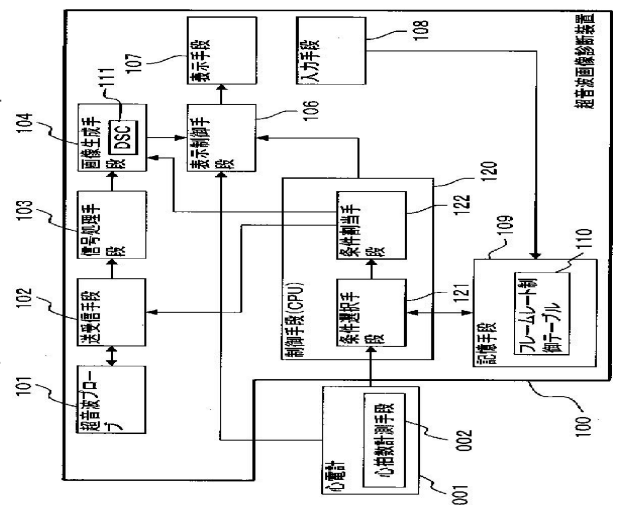 101
超音波プロー
ブ
102
送受信手段
103
信号処理手
段
104
画像生成手
段
DSC
111
107
表示手段
106
表示制御手
段
108
入力手段
超音波画像診断装置
制御手段(CPU)
120
条件選択手
段
121
条件割当手
段
122
109
記憶手段
フレームレート制
御テーブル
110
心電計
心拍数計測手段
002
001
100